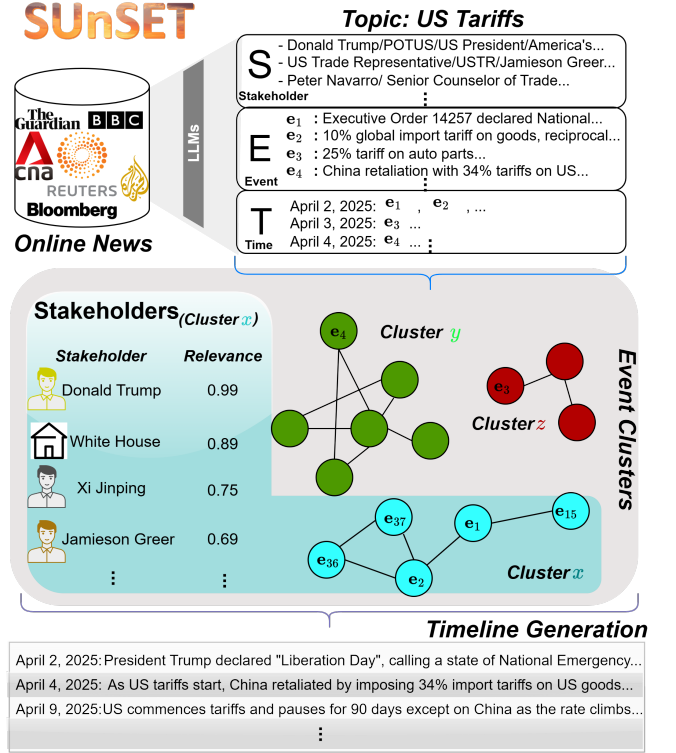 SUnSET
Topic: US Tariffs
S
Stakeholder
- Donald Trump/POTUS/US President/America's...
- US Trade Representative/USTR/Jamieson Greer...
- Peter Navarro/ Senior Counselor of Trade...
⋮
The Guardian
BBC
cna
REUTERS
Bloomberg
Online News
LLMs
E
Event
e1 : Executive Order 14257 declared National...
e2 : 10% global import tariff on goods, reciprocal...
e3 : 25% tariff on auto parts...
e4 : China retaliation with 34% tariffs on US...
⋮
T
Time
April 2, 2025: e1 , e2 , ...
April 3, 2025: e3 ...
April 4, 2025: e4 ...
⋮
Stakeholders (Cluster x)
Stakeholder Relevance
Donald Trump 0.99
White House 0.89
Xi Jinping 0.75
Jamieson Greer 0.69
⋮ ⋮
e4
Cluster y
e3
Cluster z
Event Clusters
e37
e1
e15
e36
e2
Cluster x
Timeline Generation
April 2, 2025: President Trump declared "Liberation Day", calling a state of National Emergency...
April 4, 2025: As US tariffs start, China retaliated by imposing 34% import tariffs on US goods...
April 9, 2025:US commences tariffs and pauses for 90 days except on China as the rate climbs...
⋮